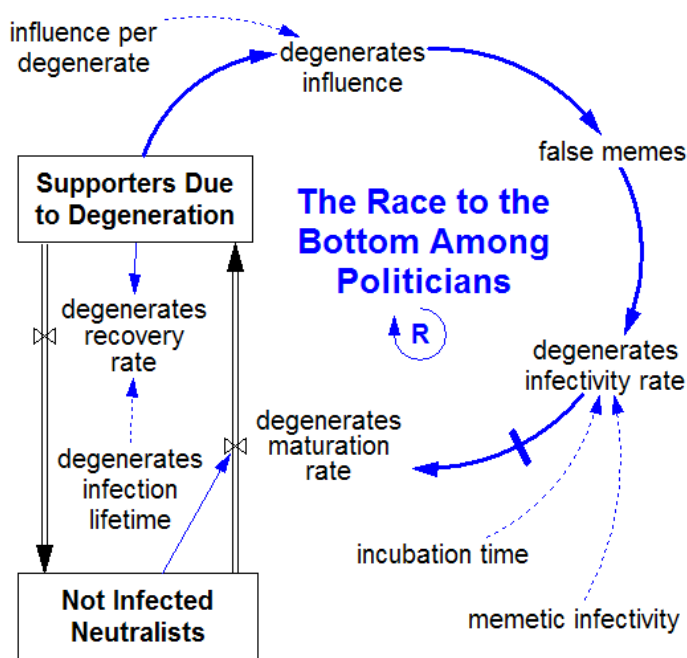 influence per
degenerate
degenerates
influence
false memes
Supporters Due
to Degeneration
The Race to the
Bottom Among
Politicians
R
degenerates
recovery
rate
degenerates
infectivity rate
degenerates
maturation
rate
degenerates
infection
lifetime
incubation time
memetic infectivity
Not Infected
Neutralists